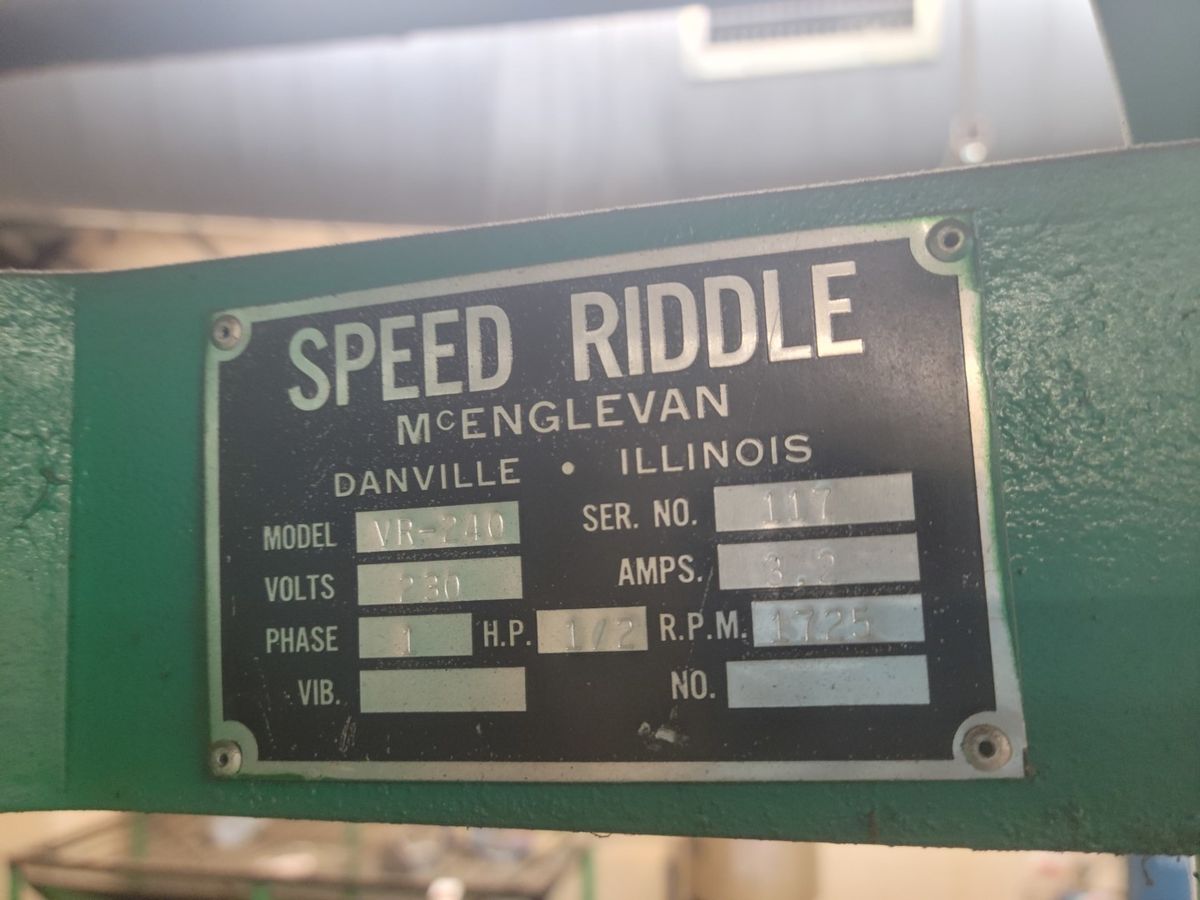 SPEED RIDDLE
McENGLEVAN
DANVILLE • ILLINOIS
MODEL VR-240 SER. NO. 117
VOLTS 230 AMPS. 3.2
PHASE 1 H.P. 1/2 R.P.M. 1725
VIB. NO.